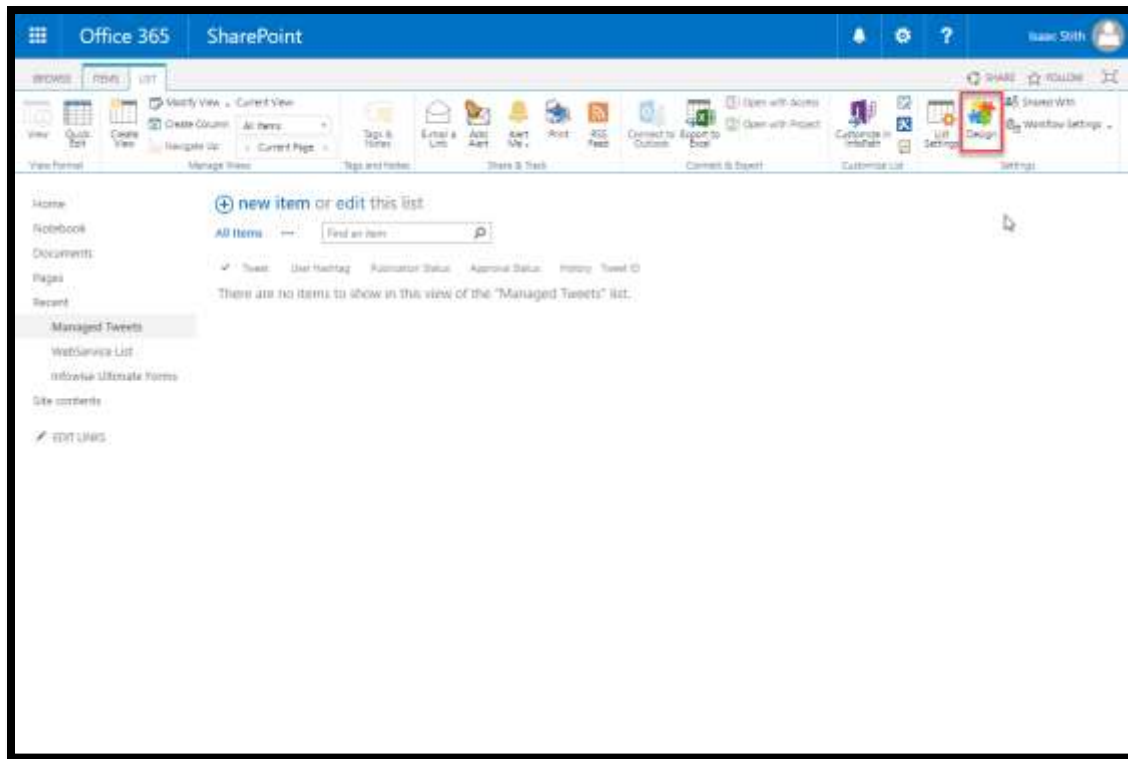 Office 365 SharePoint Isaac Stith
BROWSE ITEMS LIST SHARE FOLLOW
View Quick Edit Create View Modify View Create Column Navigate Up Current View All Items Current Page Tags & Notes E-mail a Link Alert Me RSS Feed Connect to Outlook Export to Excel Open with Access Open with Project Customize in InfoPath List Settings Design Shared With Workflow Settings
View Format Manage Views Tags and Notes Share & Track Connect & Export Customize List Settings
Home
Notebook
Documents
Pages
Recent
Managed Tweets
WebService List
Infowise Ultimate Forms
Site contents
EDIT LINKS
new item or edit this list
All Items ... Find an item
Tweet User Hashtag Publication Status Approval Status History Tweet ID
There are no items to show in this view of the "Managed Tweets" list.